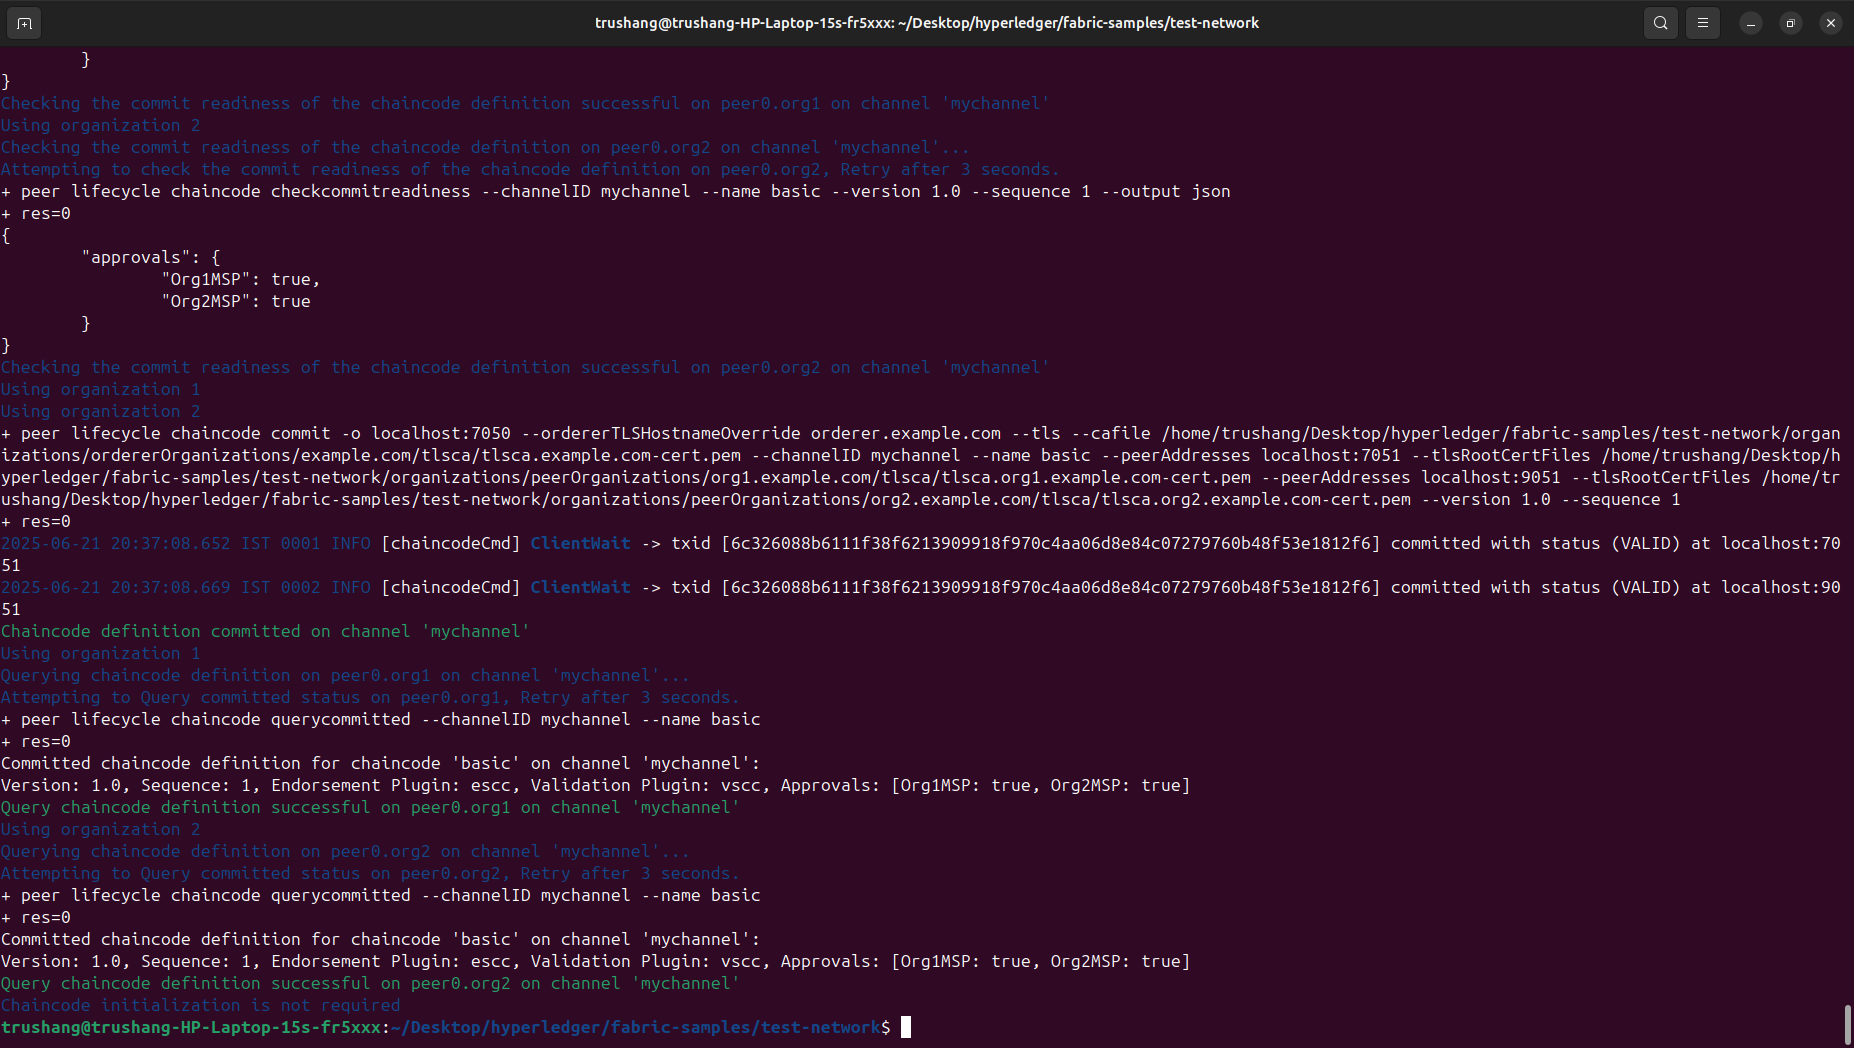 trushang@trushang-HP-Laptop-15s-fr5xxx: ~/Desktop/hyperledger/fabric-samples/test-network
        }
}
Checking the commit readiness of the chaincode definition successful on peer0.org1 on channel 'mychannel'
Using organization 2
Checking the commit readiness of the chaincode definition on peer0.org2 on channel 'mychannel'...
Attempting to check the commit readiness of the chaincode definition on peer0.org2, Retry after 3 seconds.
+ peer lifecycle chaincode checkcommitreadiness --channelID mychannel --name basic --version 1.0 --sequence 1 --output json
+ res=0
{
        "approvals": {
                "Org1MSP": true,
                "Org2MSP": true
        }
}
Checking the commit readiness of the chaincode definition successful on peer0.org2 on channel 'mychannel'
Using organization 1
Using organization 2
+ peer lifecycle chaincode commit -o localhost:7050 --ordererTLSHostnameOverride orderer.example.com --tls --cafile /home/trushang/Desktop/hyperledger/fabric-samples/test-network/organ
izations/ordererOrganizations/example.com/tlsca/tlsca.example.com-cert.pem --channelID mychannel --name basic --peerAddresses localhost:7051 --tlsRootCertFiles /home/trushang/Desktop/h
yperledger/fabric-samples/test-network/organizations/peerOrganizations/org1.example.com/tlsca/tlsca.org1.example.com-cert.pem --peerAddresses localhost:9051 --tlsRootCertFiles /home/tr
ushang/Desktop/hyperledger/fabric-samples/test-network/organizations/peerOrganizations/org2.example.com/tlsca/tlsca.org2.example.com-cert.pem --version 1.0 --sequence 1
+ res=0
2025-06-21 20:37:08.652 IST 0001 INFO [chaincodeCmd] ClientWait -> txid [6c326088b6111f38f6213909918f970c4aa06d8e84c07279760b48f53e1812f6] committed with status (VALID) at localhost:70
51
2025-06-21 20:37:08.669 IST 0002 INFO [chaincodeCmd] ClientWait -> txid [6c326088b6111f38f6213909918f970c4aa06d8e84c07279760b48f53e1812f6] committed with status (VALID) at localhost:90
51
Chaincode definition committed on channel 'mychannel'
Using organization 1
Querying chaincode definition on peer0.org1 on channel 'mychannel'...
Attempting to Query committed status on peer0.org1, Retry after 3 seconds.
+ peer lifecycle chaincode querycommitted --channelID mychannel --name basic
+ res=0
Committed chaincode definition for chaincode 'basic' on channel 'mychannel':
Version: 1.0, Sequence: 1, Endorsement Plugin: escc, Validation Plugin: vscc, Approvals: [Org1MSP: true, Org2MSP: true]
Query chaincode definition successful on peer0.org1 on channel 'mychannel'
Using organization 2
Querying chaincode definition on peer0.org2 on channel 'mychannel'...
Attempting to Query committed status on peer0.org2, Retry after 3 seconds.
+ peer lifecycle chaincode querycommitted --channelID mychannel --name basic
+ res=0
Committed chaincode definition for chaincode 'basic' on channel 'mychannel':
Version: 1.0, Sequence: 1, Endorsement Plugin: escc, Validation Plugin: vscc, Approvals: [Org1MSP: true, Org2MSP: true]
Query chaincode definition successful on peer0.org2 on channel 'mychannel'
Chaincode initialization is not required
trushang@trushang-HP-Laptop-15s-fr5xxx:~/Desktop/hyperledger/fabric-samples/test-network$